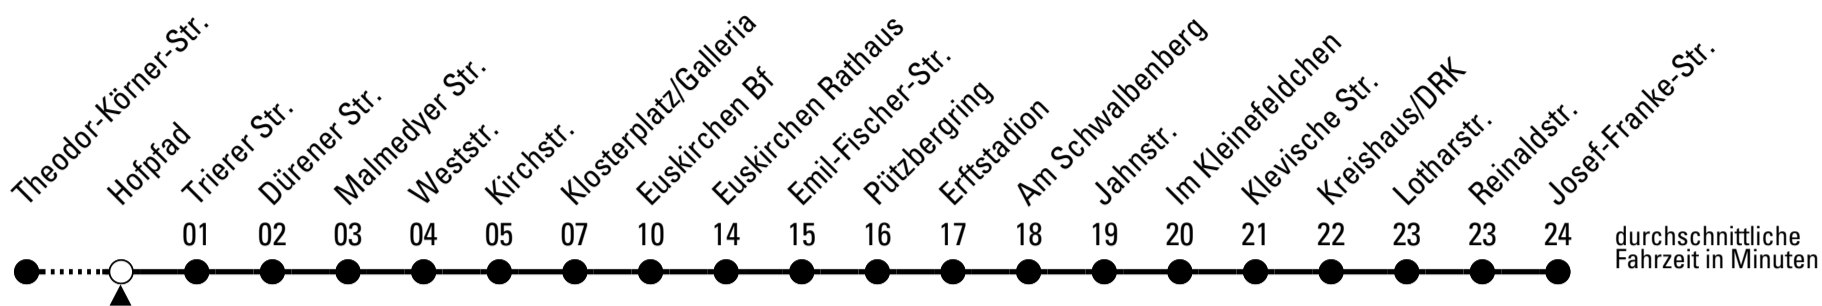 Theodor-Körner-Str.
Hofpfad
Trierer Str.
Dürener Str.
Malmedyer Str.
Weststr.
Kirchstr.
Klosterplatz/Galleria
Euskirchen Bf
Euskirchen Rathaus
Emil-Fischer-Str.
Pützbergring
Erftstadion
Am Schwalbenberg
Jahnstr.
Im Kleinefeldchen
Klevische Str.
Kreishaus/DRK
Lotharstr.
Reinaldstr.
Josef-Franke-Str.
01 02 03 04 05 07 10 14 15 16 17 18 19 20 21 22 23 23 24
durchschnittliche
Fahrzeit in Minuten